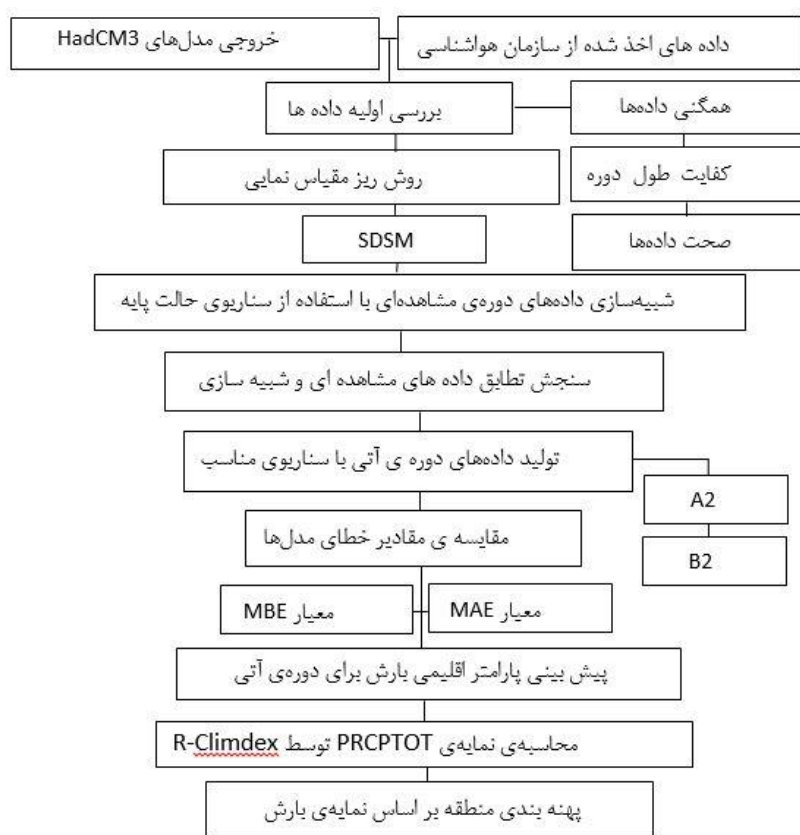 داده های اخذ شده از سازمان هواشناسی
خروجی مدل‌های HadCM3
همگنی داده‌ها
بررسی اولیه داده ها
کفایت طول دوره
روش ریز مقیاس نمایی
صحت داده‌ها
SDSM
شبیه‌سازی داده‌های دوره‌ی مشاهده‌ای با استفاده از سناریوی حالت پایه
سنجش تطابق داده های مشاهده ای و شبیه سازی
تولید داده‌های دوره ی آتی با سناریوی مناسب
A2
B2
مقایسه ی مقادیر خطای مدل‌ها
معیار MAE
معیار MBE
پیش بینی پارامتر اقلیمی بارش برای دوره‌ی آتی
محاسبه‌ی نمایه‌ی PRCPTOT توسط R-Climdex
پهنه بندی منطقه بر اساس نمایه‌ی بارش